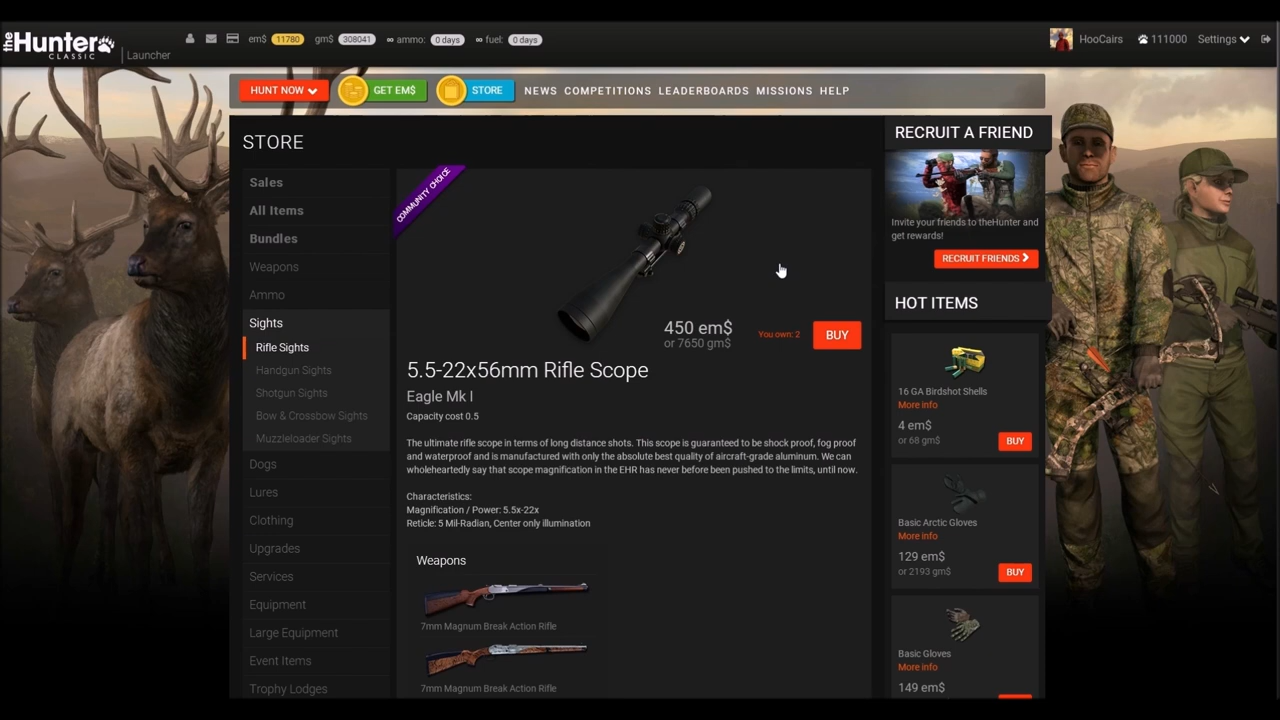 theHunter
CLASSIC
Launcher
em$ 11780 gm$ 308041 ∞ ammo: 0 days ∞ fuel: 0 days
HooCairs 111000 Settings
HUNT NOW GET EM$ STORE NEWS COMPETITIONS LEADERBOARDS MISSIONS HELP
STORE
Sales
All Items
Bundles
Weapons
Ammo
Sights
Rifle Sights
Handgun Sights
Shotgun Sights
Bow & Crossbow Sights
Muzzleloader Sights
Dogs
Lures
Clothing
Upgrades
Services
Equipment
Large Equipment
Event Items
Trophy Lodges
COMMUNITY CHOICE
450 em$
or 7650 gm$
You own: 2
BUY
5.5-22x56mm Rifle Scope
Eagle Mk I
Capacity cost 0.5
The ultimate rifle scope in terms of long distance shots. This scope is guaranteed to be shock proof, fog proof
and waterproof and is manufactured with only the absolute best quality of aircraft-grade aluminum. We can
wholeheartedly say that scope magnification in the EHR has never before been pushed to the limits, until now.
Characteristics:
Magnification / Power: 5.5x-22x
Reticle: 5 Mil-Radian, Center only illumination
Weapons
7mm Magnum Break Action Rifle
7mm Magnum Break Action Rifle
RECRUIT A FRIEND
Invite your friends to theHunter and
get rewards!
RECRUIT FRIENDS
HOT ITEMS
16 GA Birdshot Shells
More info
4 em$
or 68 gm$
BUY
Basic Arctic Gloves
More info
129 em$
or 2193 gm$
BUY
Basic Gloves
More info
149 em$